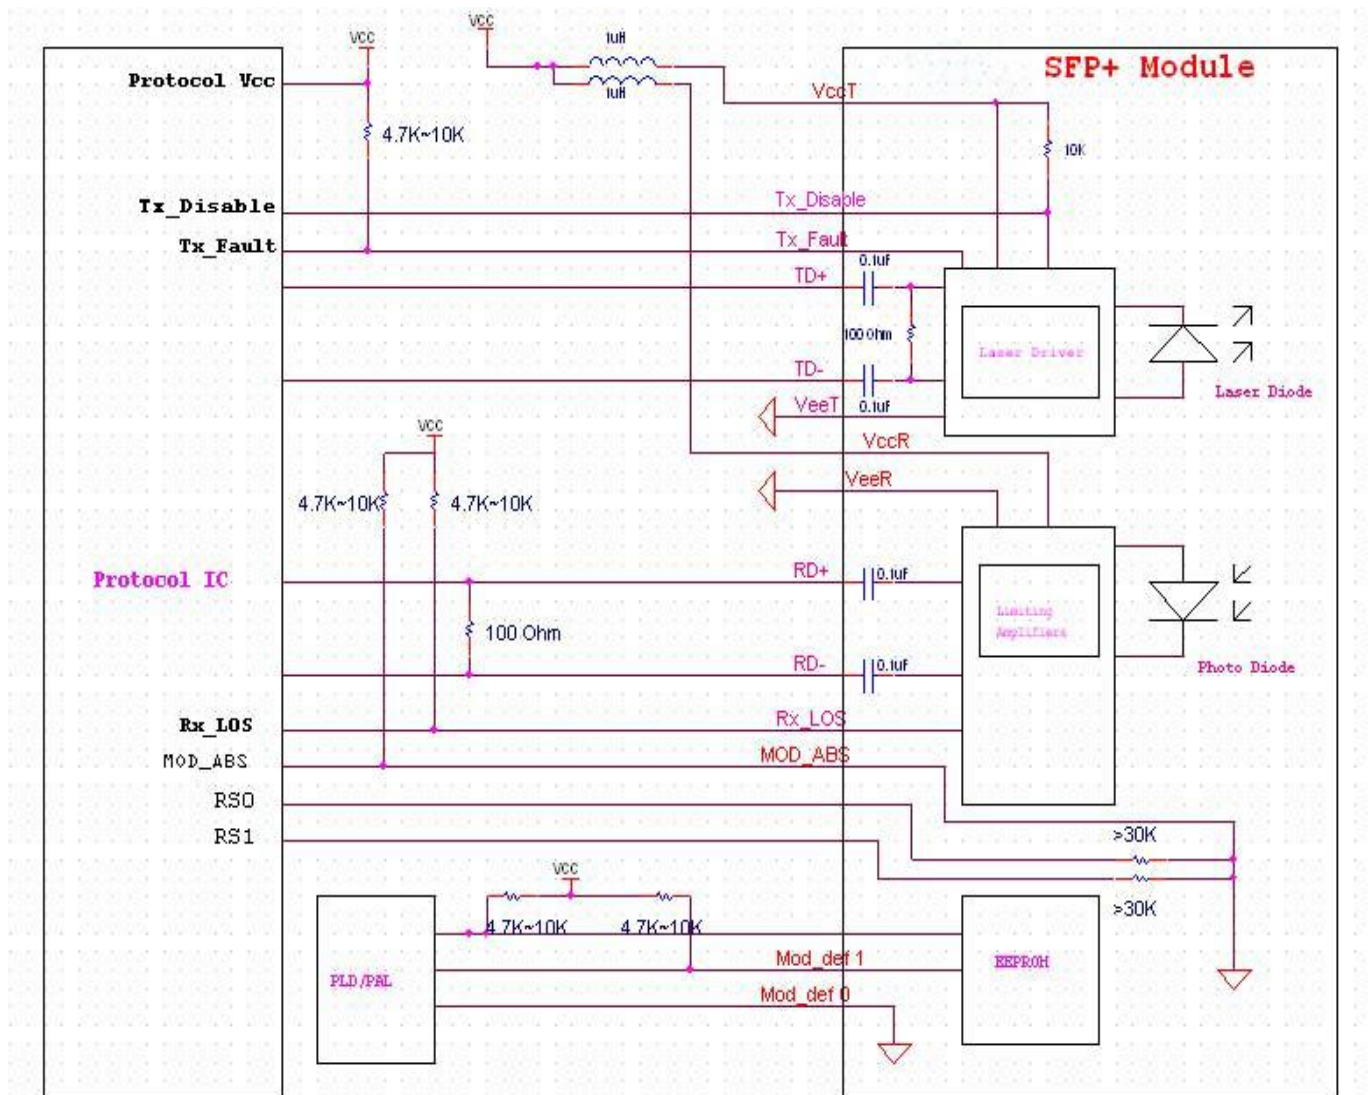 VCC
VCC
1uH
1uH
SFP+ Module
Protocol Vcc
VccT
4.7K~10K
10K
Tx_Disable
Tx_Disable
Tx_Fault
Tx_Fault
0.1uf
TD+
100 0hm
Laser Driver
TD-
Laser Diode
VeeT
0.1uf
VCC
VccR
VeeR
4.7K~10K
4.7K~10K
Protocol IC
RD+
0.1uf
Limiting
Amplifiers
100 Ohm
RD-
0.1uf
Photo Diode
Rx_LOS
Rx_LOS
MOD_ABS
MOD_ABS
RS0
RS1
>30K
VCC
>30K
4.7K~10K
4.7K~10K
Mod_def 1
EEPROM
PLD/PAL
Mod_def 0